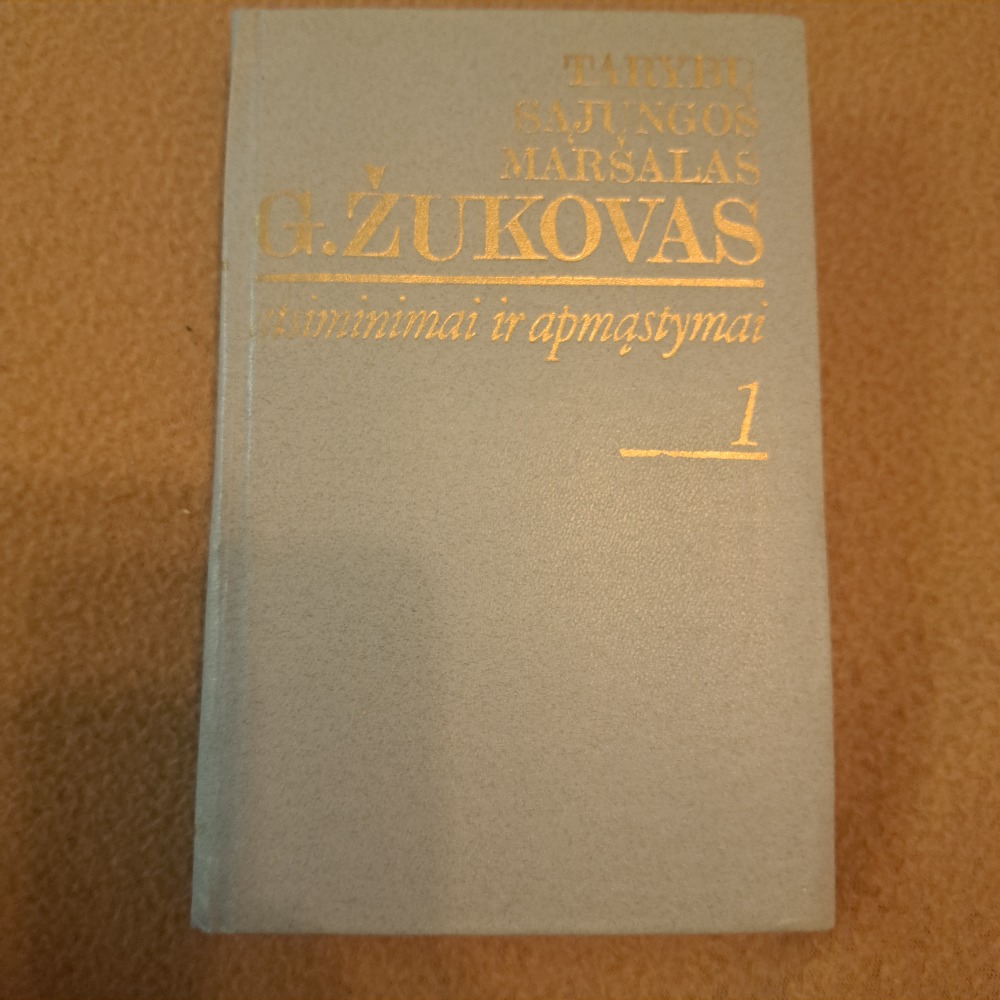 TARYBŲ
SĄJUNGOS
MARŠALAS
G. ŽUKOVAS
atsiminimai ir apmąstymai
1